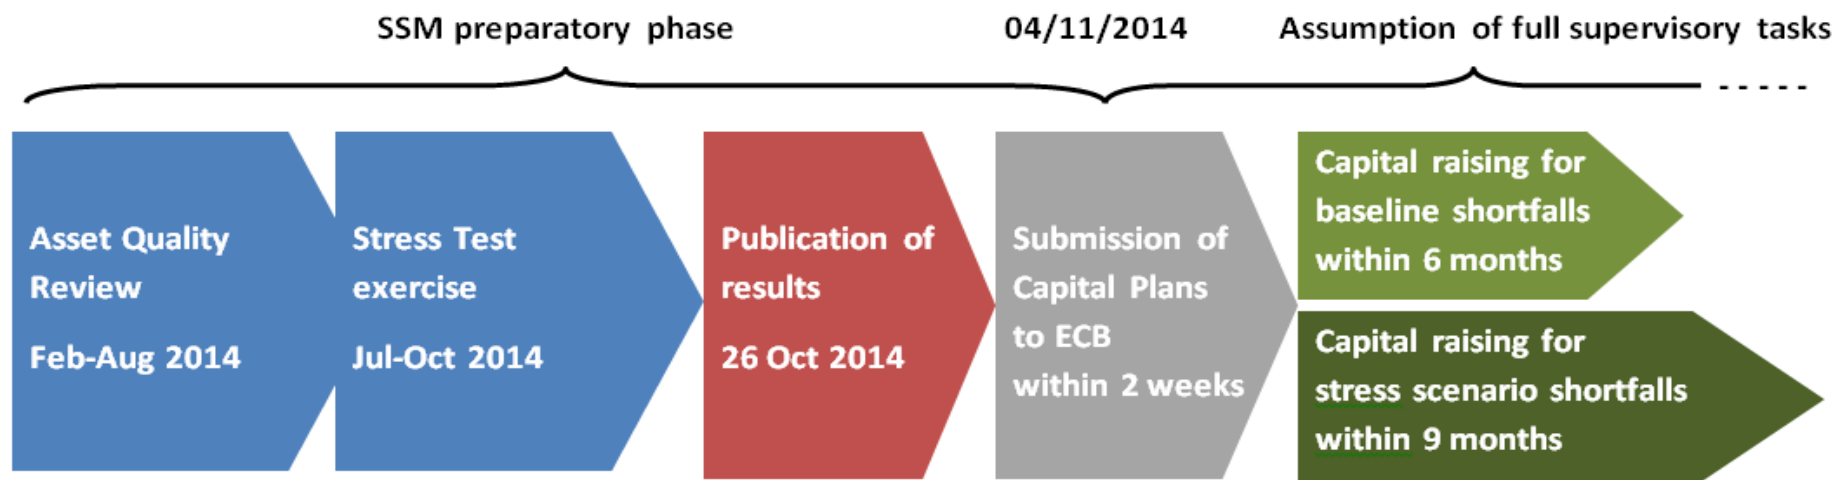 SSM preparatory phase
04/11/2014
Assumption of full supervisory tasks
Asset Quality
Review
Feb-Aug 2014
Stress Test
exercise
Jul-Oct 2014
Publication of
results
26 Oct 2014
Submission of
Capital Plans
to ECB
within 2 weeks
Capital raising for
baseline shortfalls
within 6 months
Capital raising for
stress scenario shortfalls
within 9 months